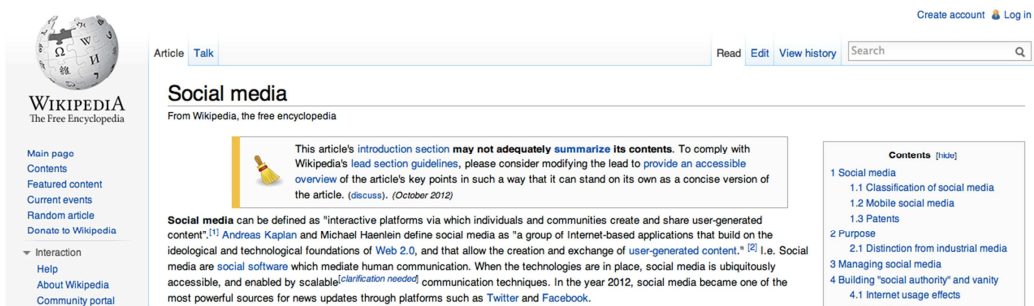 Create account Log in
Article Talk
Read Edit View history Search
WIKIPEDIA
The Free Encyclopedia
Main page
Contents
Featured content
Current events
Random article
Donate to Wikipedia
Interaction
Help
About Wikipedia
Community portal
Social media
From Wikipedia, the free encyclopedia
This article's introduction section may not adequately summarize its contents. To comply with
Wikipedia's lead section guidelines, please consider modifying the lead to provide an accessible
overview of the article's key points in such a way that it can stand on its own as a concise version of
the article. (discuss). (October 2012)
Social media can be defined as "interactive platforms via which individuals and communities create and share user-generated
content".[1] Andreas Kaplan and Michael Haenlein define social media as "a group of Internet-based applications that build on the
ideological and technological foundations of Web 2.0, and that allow the creation and exchange of user-generated content." [2] I.e. Social
media are social software which mediate human communication. When the technologies are in place, social media is ubiquitously
accessible, and enabled by scalable[clarification needed] communication techniques. In the year 2012, social media became one of the
most powerful sources for news updates through platforms such as Twitter and Facebook.
Contents [hide]
1 Social media
1.1 Classification of social media
1.2 Mobile social media
1.3 Patents
2 Purpose
2.1 Distinction from industrial media
3 Managing social media
4 Building "social authority" and vanity
4.1 Internet usage effects